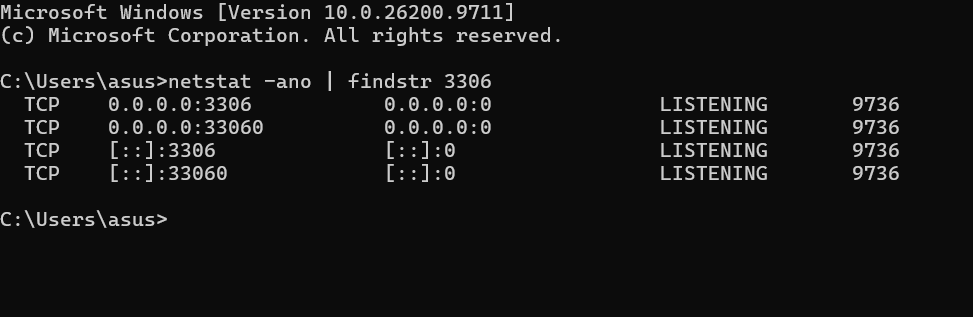 Microsoft Windows [Version 10.0.26200.9711]
(c) Microsoft Corporation. All rights reserved.
C:\Users\asus>netstat -ano | findstr 3306
TCP 0.0.0.0:3306 0.0.0.0:0 LISTENING 9736
TCP 0.0.0.0:33060 0.0.0.0:0 LISTENING 9736
TCP [::]:3306 [::]:0 LISTENING 9736
TCP [::]:33060 [::]:0 LISTENING 9736
C:\Users\asus>